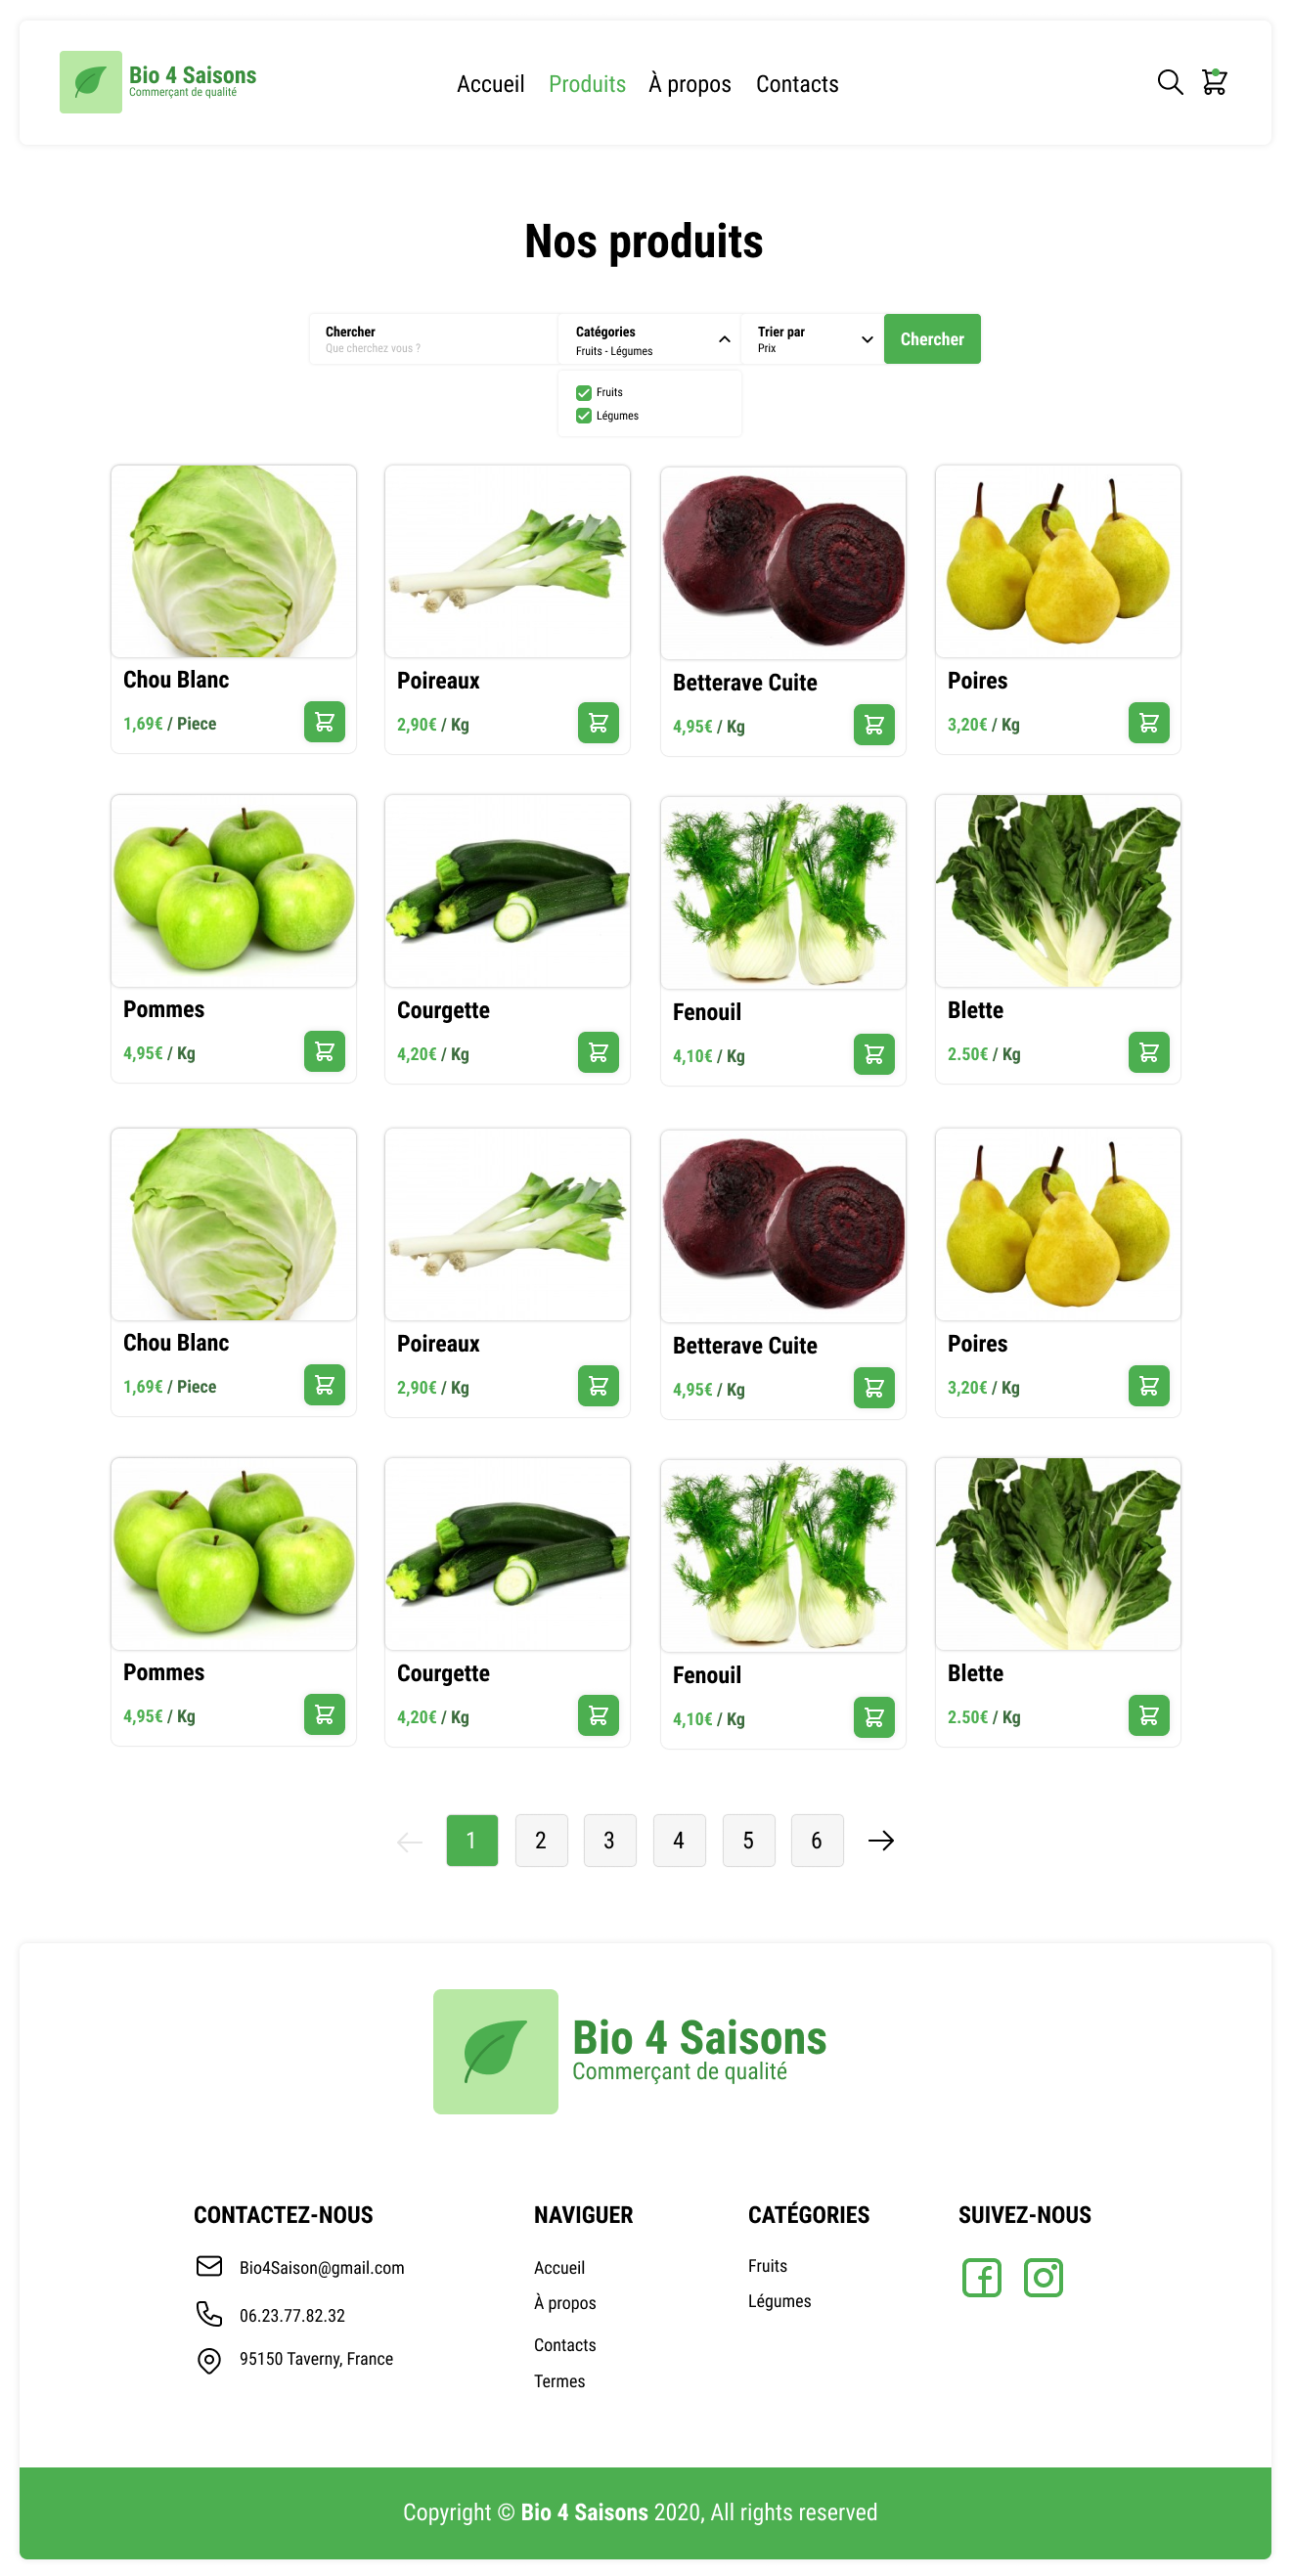 Bio 4 Saisons
Commerçant de qualité
Accueil Produits À propos Contacts
Nos produits
Chercher
Que cherchez vous ?
Catégories
Fruits - Légumes
Trier par
Prix
Chercher
Fruits
Légumes
Chou Blanc
1,69€ / Piece
Poireaux
2,90€ / Kg
Betterave Cuite
4,95€ / Kg
Poires
3,20€ / Kg
Pommes
4,95€ / Kg
Courgette
4,20€ / Kg
Fenouil
4,10€ / Kg
Blette
2.50€ / Kg
Chou Blanc
1,69€ / Piece
Poireaux
2,90€ / Kg
Betterave Cuite
4,95€ / Kg
Poires
3,20€ / Kg
Pommes
4,95€ / Kg
Courgette
4,20€ / Kg
Fenouil
4,10€ / Kg
Blette
2.50€ / Kg
1 2 3 4 5 6
Bio 4 Saisons
Commerçant de qualité
CONTACTEZ-NOUS
Bio4Saison@gmail.com
06.23.77.82.32
95150 Taverny, France
NAVIGUER
Accueil
À propos
Contacts
Termes
CATÉGORIES
Fruits
Légumes
SUIVEZ-NOUS
Copyright © Bio 4 Saisons 2020, All rights reserved